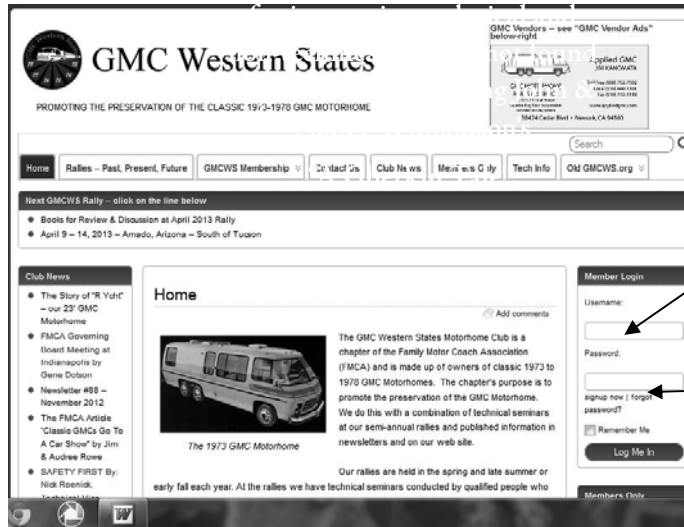 GMC Vendors – see "GMC Vendor Ads"
below-right
GMC Western States
Applied GMC
JIM KANOMATA
PROMOTING THE PRESERVATION OF THE CLASSIC 1973-1978 GMC MOTORHOME
Newark, CA 94560
Search
Home
Rallies – Past, Present, Future
GMCWS Membership
Contact Us
Club News
Members Only
Tech Info
Old GMCWS.org
Next GMCWS Rally – click on the line below
Books for Review & Discussion at April 2013 Rally
April 9 – 14, 2013 – Amado, Arizona – South of Tucson
Club News
The Story of "R Ycht"
– our 23' GMC
Motorhome
FMCA Governing
Board Meeting at
Indianapolis by
Gene Dotson
Newsletter #88 –
November 2012
The FMCA Article
"Classic GMCs Go To
A Car Show" by Jim
& Audree Rowe
SAFETY FIRST By:
Nick Roenick,
Home
Add comments
The 1973 GMC Motorhome
The GMC Western States Motorhome Club is a
chapter of the Family Motor Coach Association
(FMCA) and is made up of owners of classic 1973 to
1978 GMC Motorhomes. The chapter's purpose is to
promote the preservation of the GMC Motorhome.
We do this with a combination of technical seminars
at our semi-annual rallies and published information in
newsletters and on our web site.
Our rallies are held in the spring and late summer or
early fall each year. At the rallies we have technical seminars conducted by qualified people who
Member Login
Username:
Password:
signup now | forgot
password?
Remember Me
Log Me In
Members Only